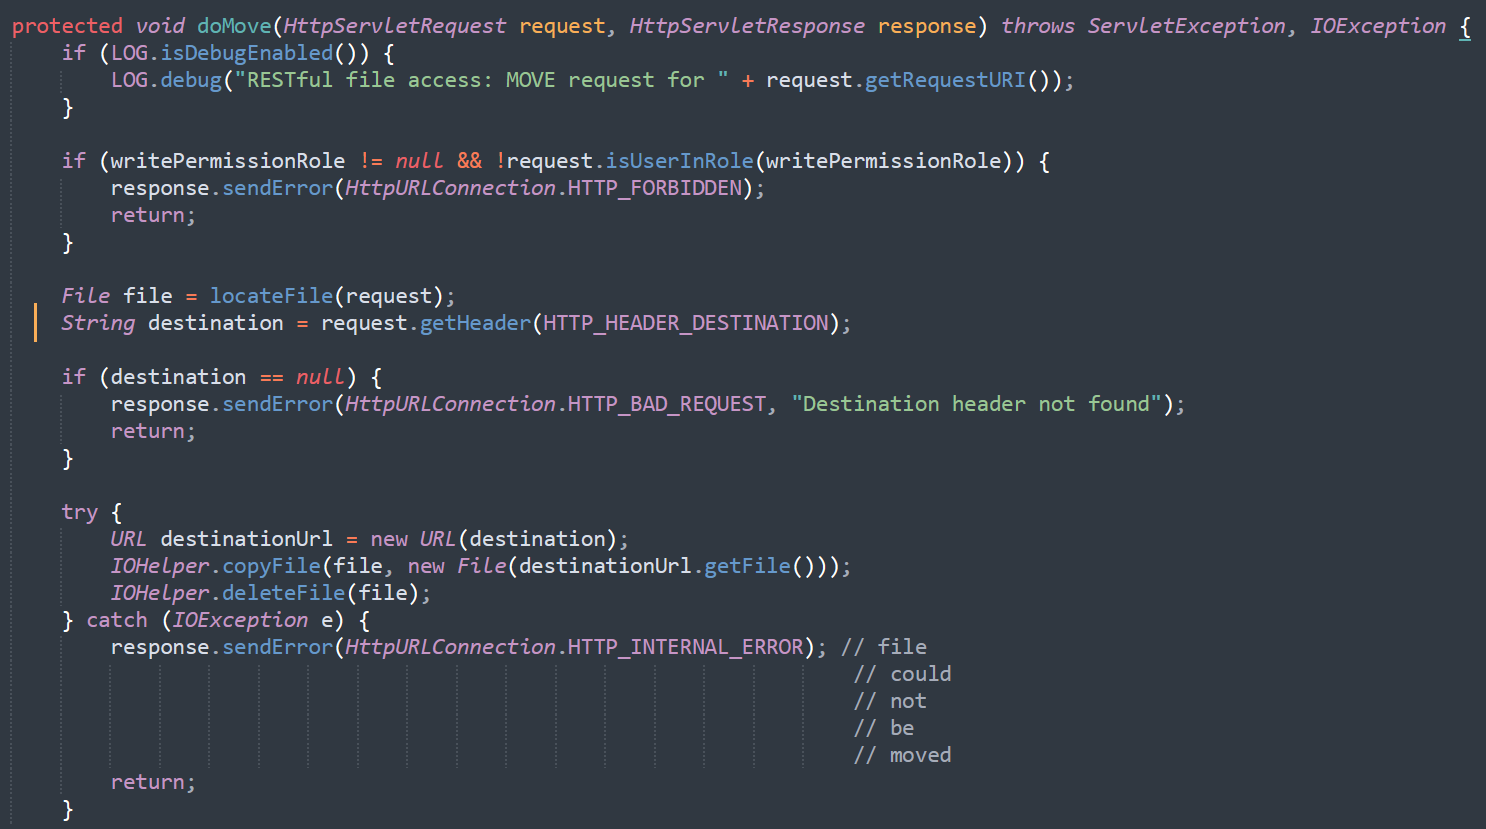 protected void doMove(HttpServletRequest request, HttpServletResponse response) throws ServletException, IOException {
    if (LOG.isDebugEnabled()) {
        LOG.debug("RESTful file access: MOVE request for " + request.getRequestURI());
    }

    if (writePermissionRole != null && !request.isUserInRole(writePermissionRole)) {
        response.sendError(HttpURLConnection.HTTP_FORBIDDEN);
        return;
    }

    File file = locateFile(request);
    String destination = request.getHeader(HTTP_HEADER_DESTINATION);

    if (destination == null) {
        response.sendError(HttpURLConnection.HTTP_BAD_REQUEST, "Destination header not found");
        return;
    }

    try {
        URL destinationUrl = new URL(destination);
        IOHelper.copyFile(file, new File(destinationUrl.getFile()));
        IOHelper.deleteFile(file);
    } catch (IOException e) {
        response.sendError(HttpURLConnection.HTTP_INTERNAL_ERROR); // file
                                                                    // could
                                                                    // not
                                                                    // be
                                                                    // moved
        return;
    }